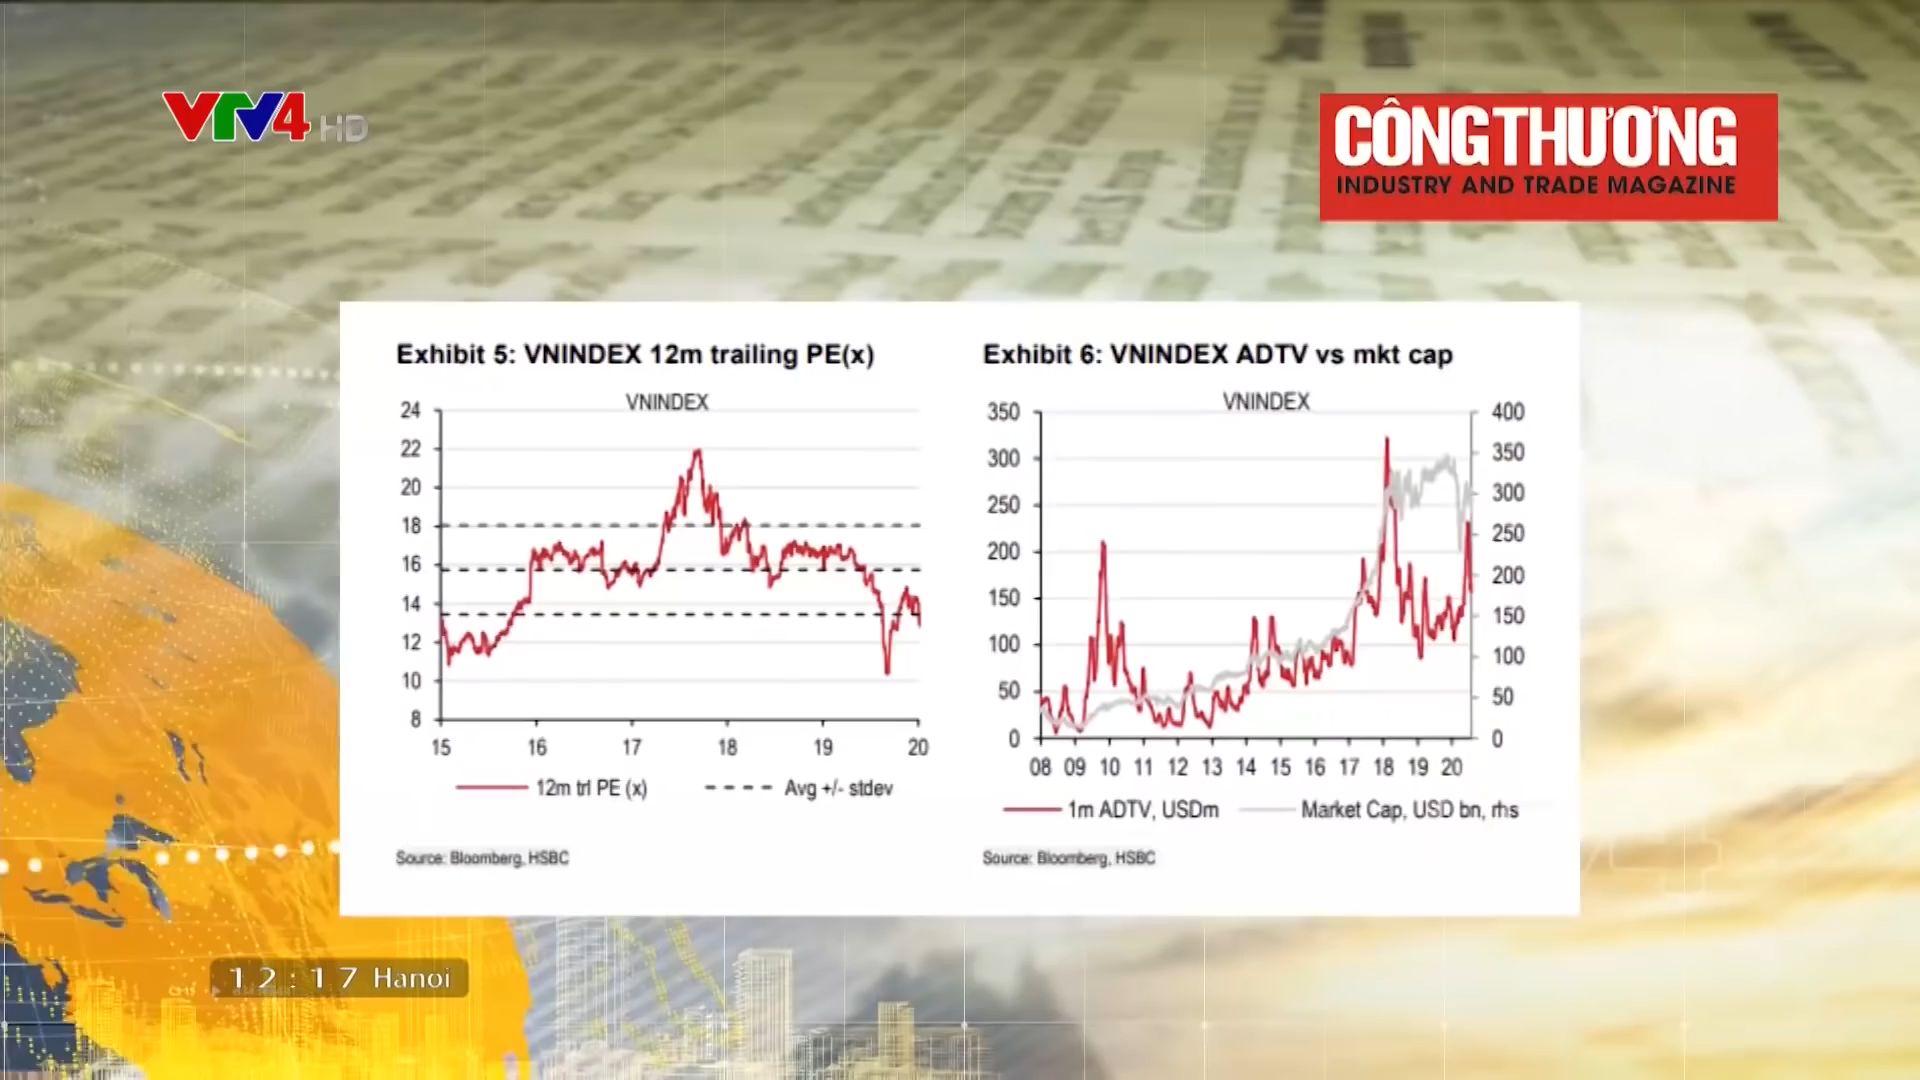 VTV4 HD
CÔNG THƯƠNG
INDUSTRY AND TRADE MAGAZINE
Exhibit 5: VNINDEX 12m trailing PE(x)
VNINDEX
24
22
20
18
16
14
12
10
8
15 16 17 18 19 20
12m trl PE (x) Avg +/- stdev
Source: Bloomberg, HSBC
Exhibit 6: VNINDEX ADTV vs mkt cap
VNINDEX
350 400
300 350
250 300
200 250
150 200
100 150
50 100
0 50
0
08 09 10 11 12 13 14 15 16 17 18 19 20
1m ADTV, USDm Market Cap, USD bn, rhs
Source: Bloomberg, HSBC
12:17 Hanoi